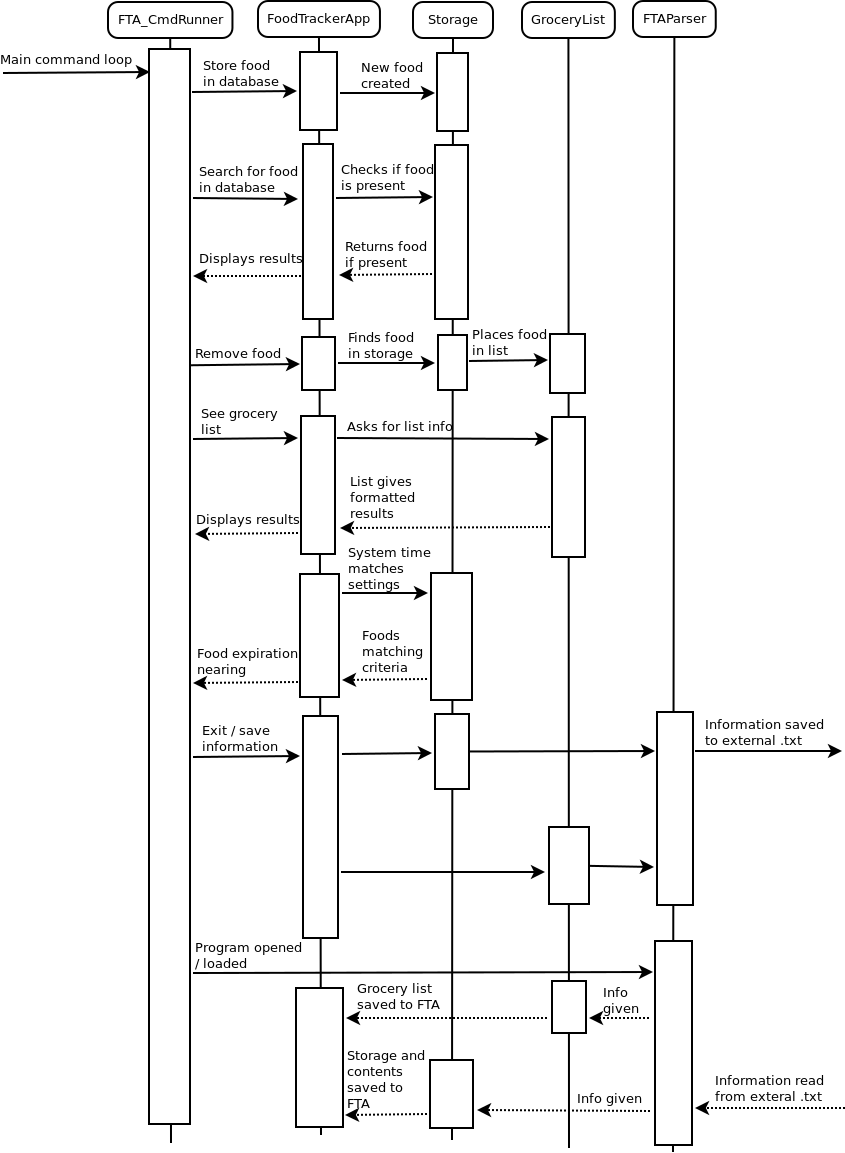 FTA_CmdRunner
FoodTrackerApp
Storage
GroceryList
FTAParser
Main command loop
Store food
in database
New food
created
Search for food
in database
Checks if food
is present
Displays results
Returns food
if present
Remove food
Finds food
in storage
Places food
in list
See grocery
list
Asks for list info
List gives
formatted
results
Displays results
System time
matches
settings
Food expiration
nearing
Foods
matching
criteria
Exit / save
information
Information saved
to external .txt
Program opened
/ loaded
Grocery list
saved to FTA
Info
given
Storage and
contents
saved to
FTA
Info given
Information read
from exteral .txt